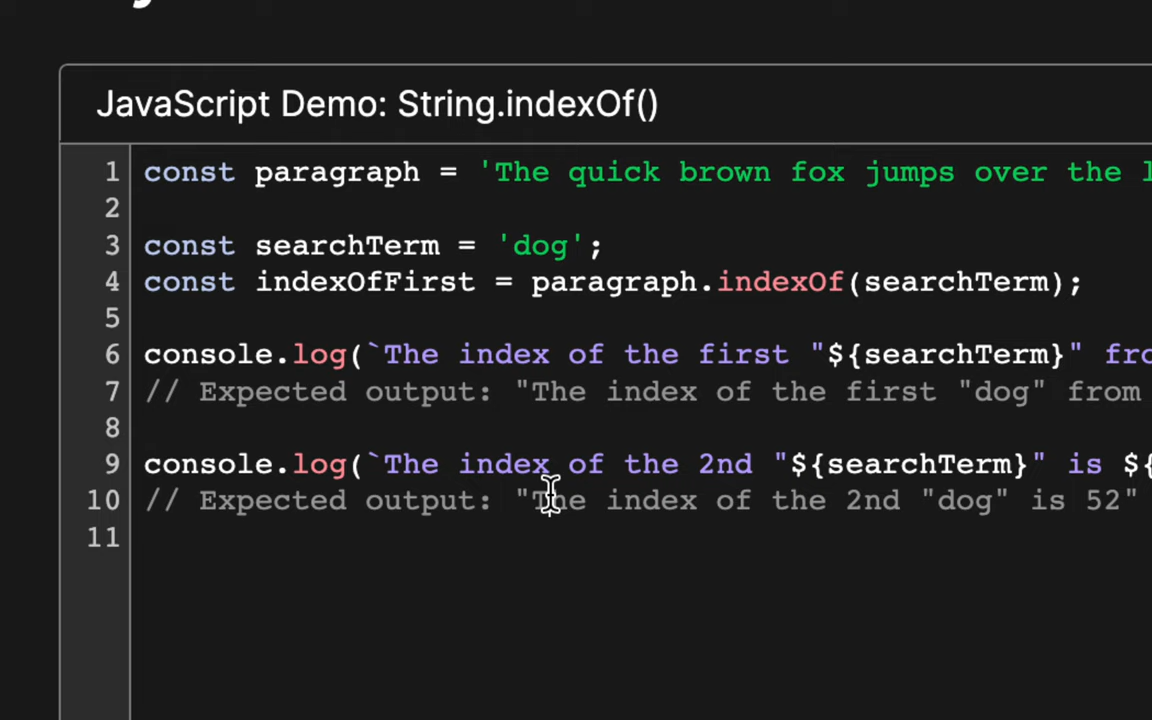 JavaScript Demo: String.indexOf()
1 const paragraph = 'The quick brown fox jumps over the
2
3 const searchTerm = 'dog';
4 const indexOfFirst = paragraph.indexOf(searchTerm);
5
6 console.log(`The index of the first "${searchTerm}" fro
7 // Expected output: "The index of the first "dog" from
8
9 console.log(`The index of the 2nd "${searchTerm}" is ${
10 // Expected output: "The index of the 2nd "dog" is 52"
11